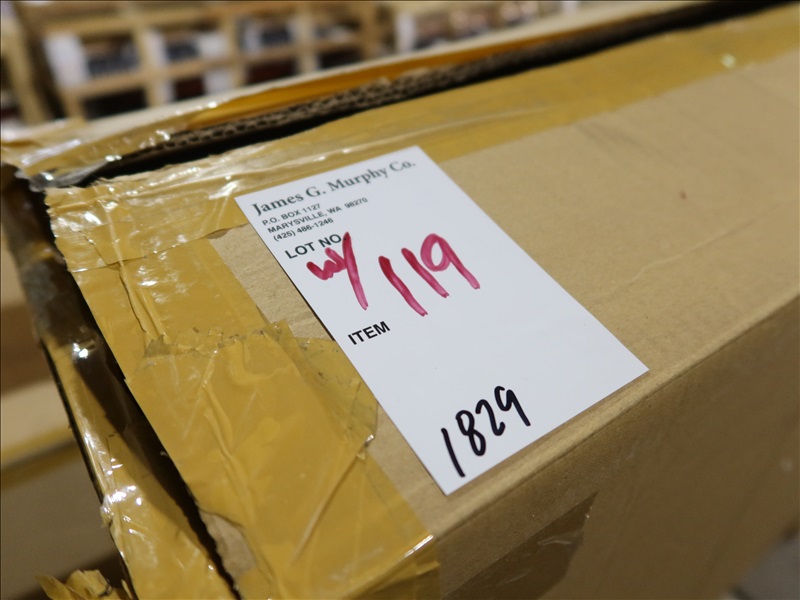 James G. Murphy Co.
P.O. BOX 1127
MARYSVILLE, WA 98270
(425) 486-1246
LOT NO.
w/ 119
ITEM
1829